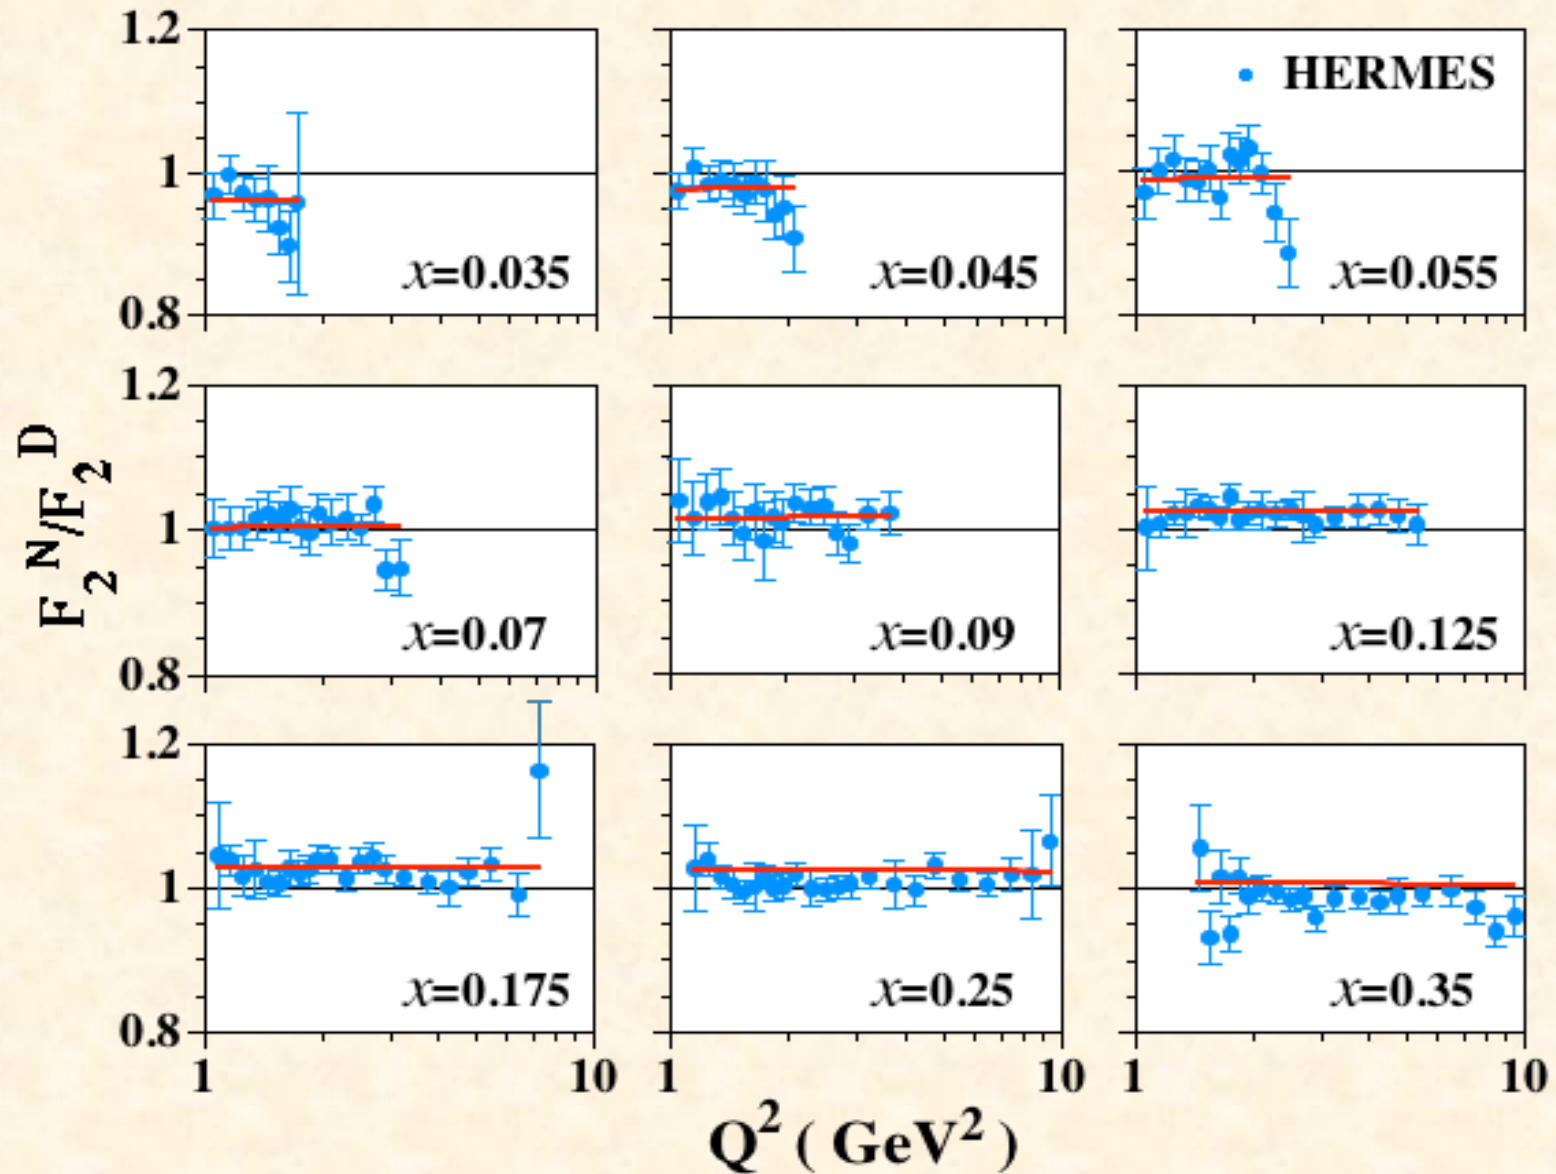 1.2
1
0.8
x=0.035
x=0.045
HERMES
x=0.055
1.2
1
0.8
x=0.07
x=0.09
x=0.125
F₂ᴺ/F₂ᴰ
1.2
1
0.8
x=0.175
x=0.25
x=0.35
1 10 1 10 1 10
Q² ( GeV² )